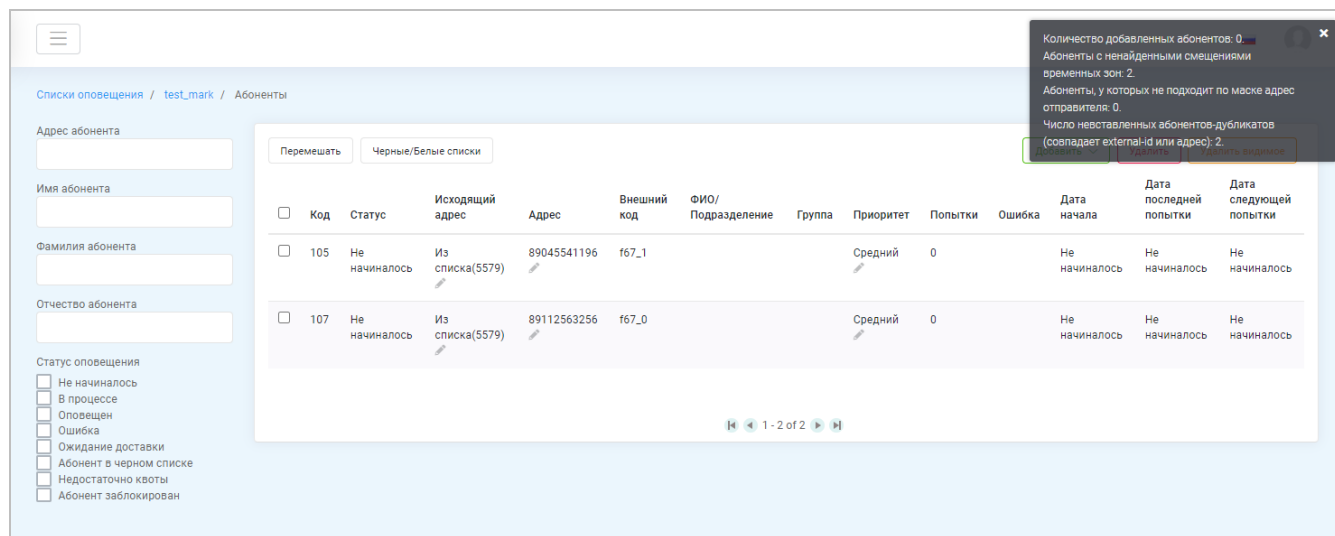 Количество добавленных абонентов: 0.
Абоненты с ненайденными смещениями
временных зон: 2.
Абоненты, у которых не подходит по маске адрес
отправителя: 0.
Число невставленных абонентов-дубликатов
(совпадает external-id или адрес): 2.
Списки оповещения / test_mark / Абоненты
Адрес абонента
Имя абонента
Фамилия абонента
Отчество абонента
Статус оповещения
Не начиналось
В процессе
Оповещен
Ошибка
Ожидание доставки
Абонент в черном списке
Недостаточно квоты
Абонент заблокирован
Перемешать Черные/Белые списки Добавить Удалить Удалить видимое
Код Статус Исходящий адрес Адрес Внешний код ФИО/ Подразделение Группа Приоритет Попытки Ошибка Дата начала Дата последней попытки Дата следующей попытки
105 Не начиналось Из списка(5579) 89045541196 f67_1 Средний 0 Не начиналось Не начиналось Не начиналось
107 Не начиналось Из списка(5579) 89112563256 f67_0 Средний 0 Не начиналось Не начиналось Не начиналось
1 - 2 of 2